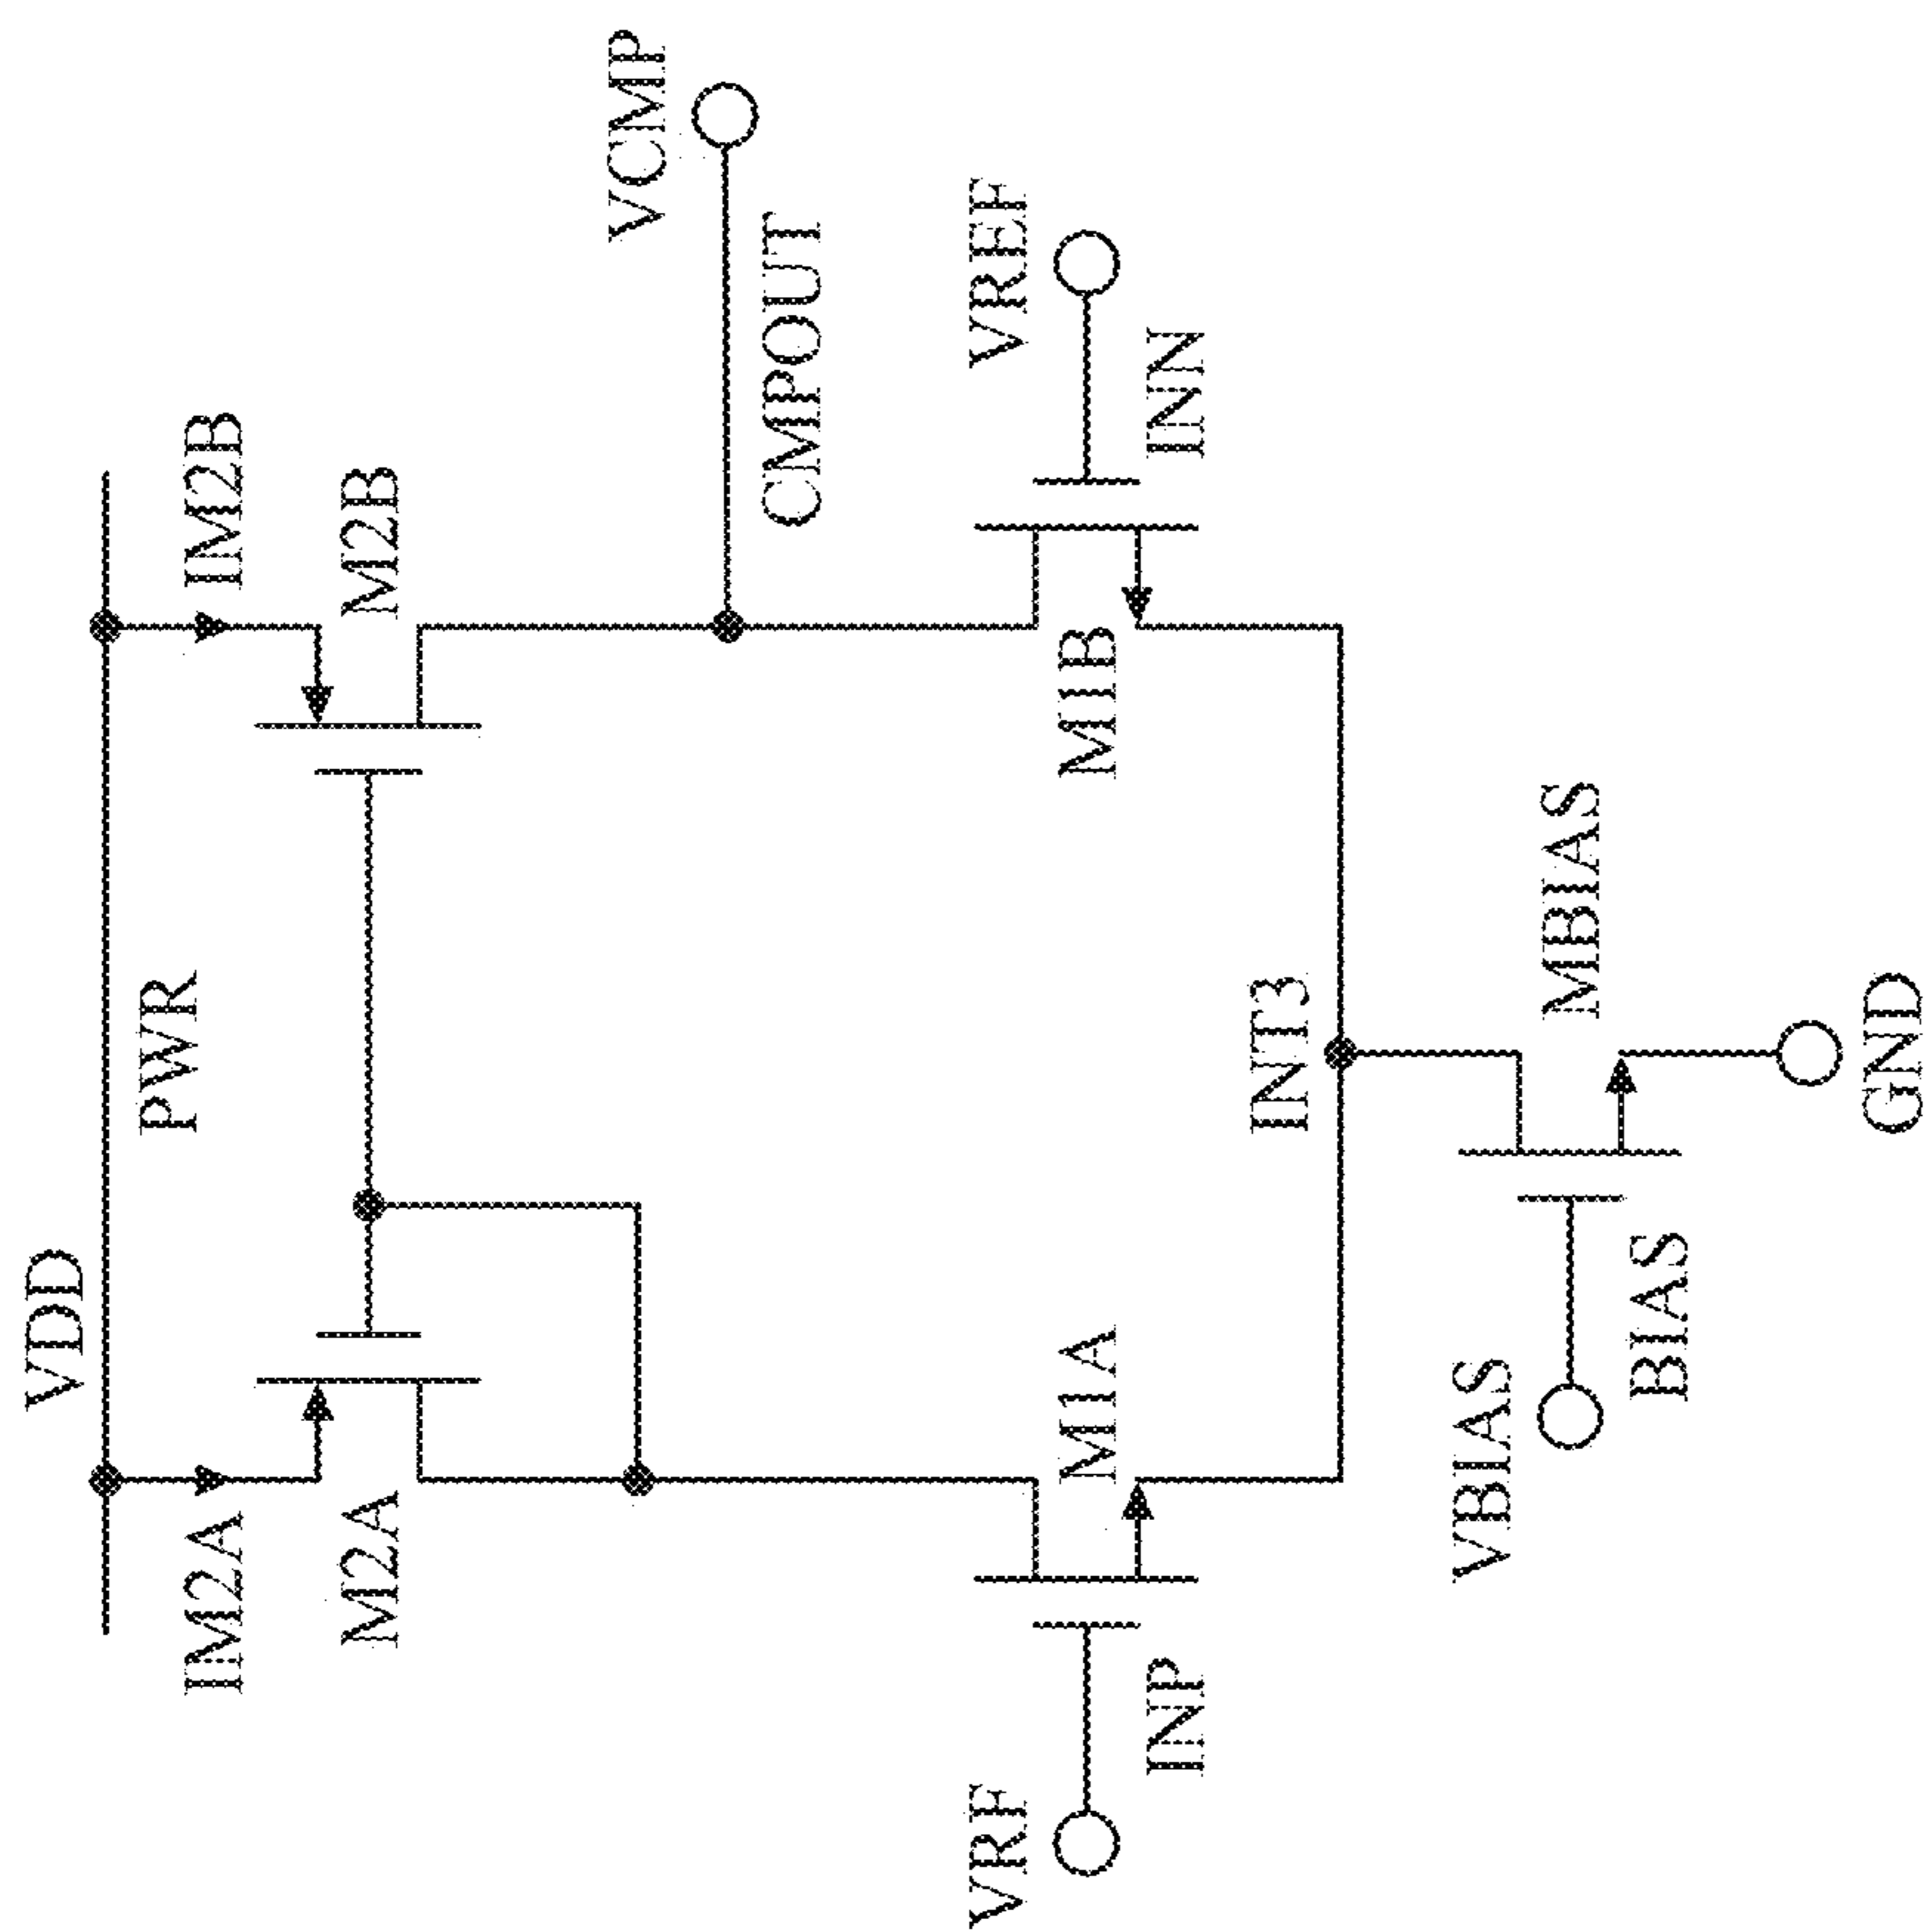 VDD
PWR
IM2A
IM2B
M2A
M2B
VCMP
CMPOUT
VRF
INP
M1A
M1B
VREF
INN
INT3
VBIAS
BIAS
MBIAS
GND